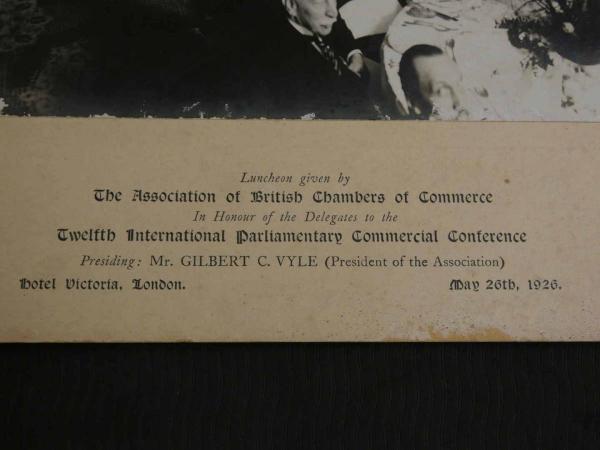 Luncheon given by
The Association of British Chambers of Commerce
In Honour of the Delegates to the
Twelfth International Parliamentary Commercial Conference
Presiding: Mr. GILBERT C. VYLE (President of the Association)
Hotel Victoria, London. May 26th, 1926.